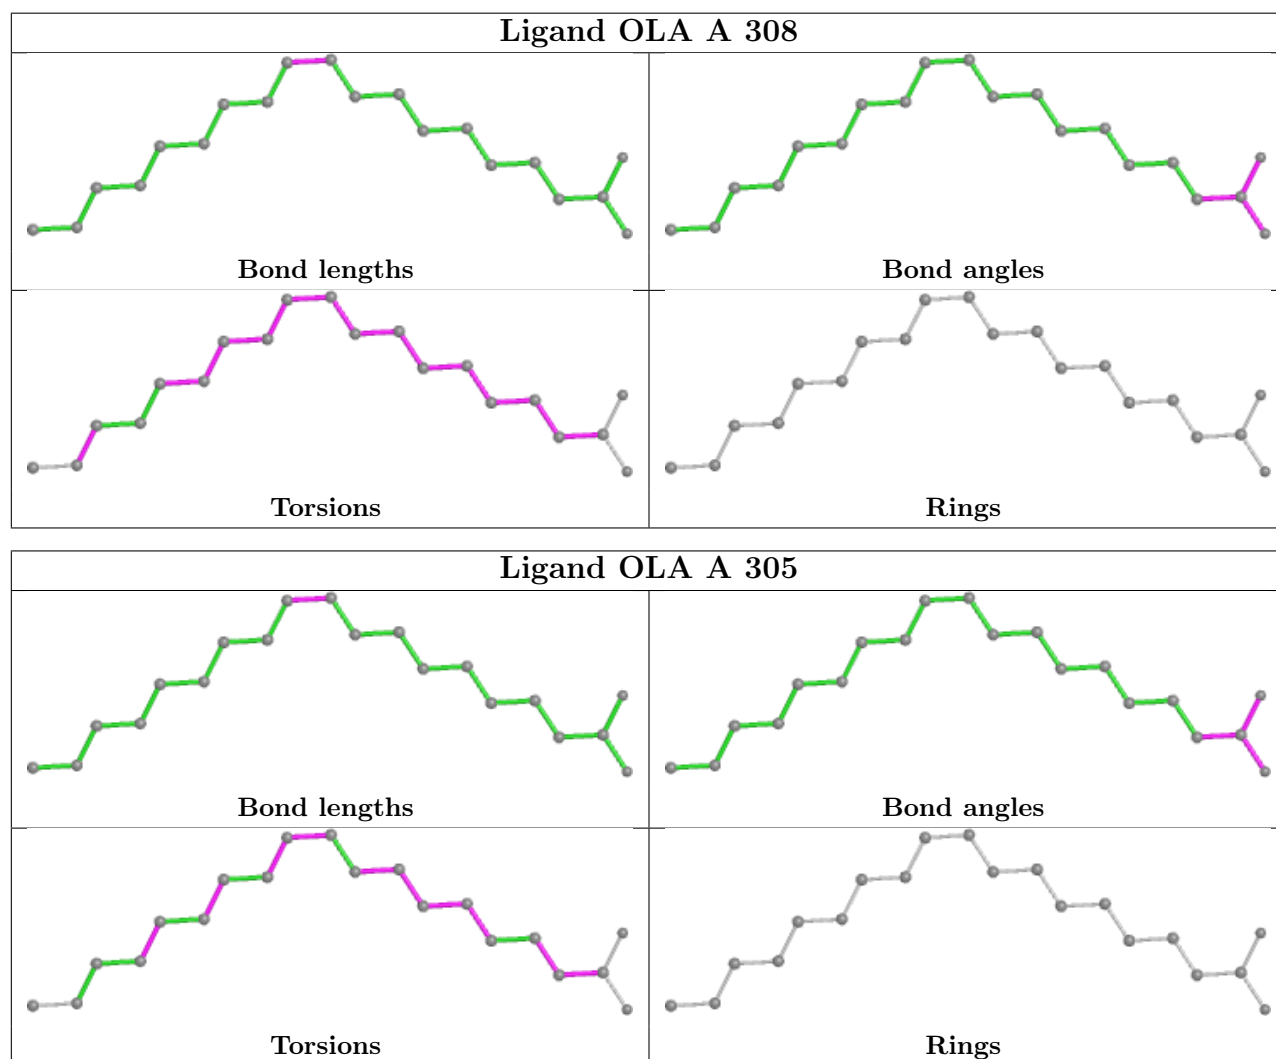 Ligand OLA A 308
Bond lengths
Bond angles
Torsions
Rings
Ligand OLA A 305
Bond lengths
Bond angles
Torsions
Rings